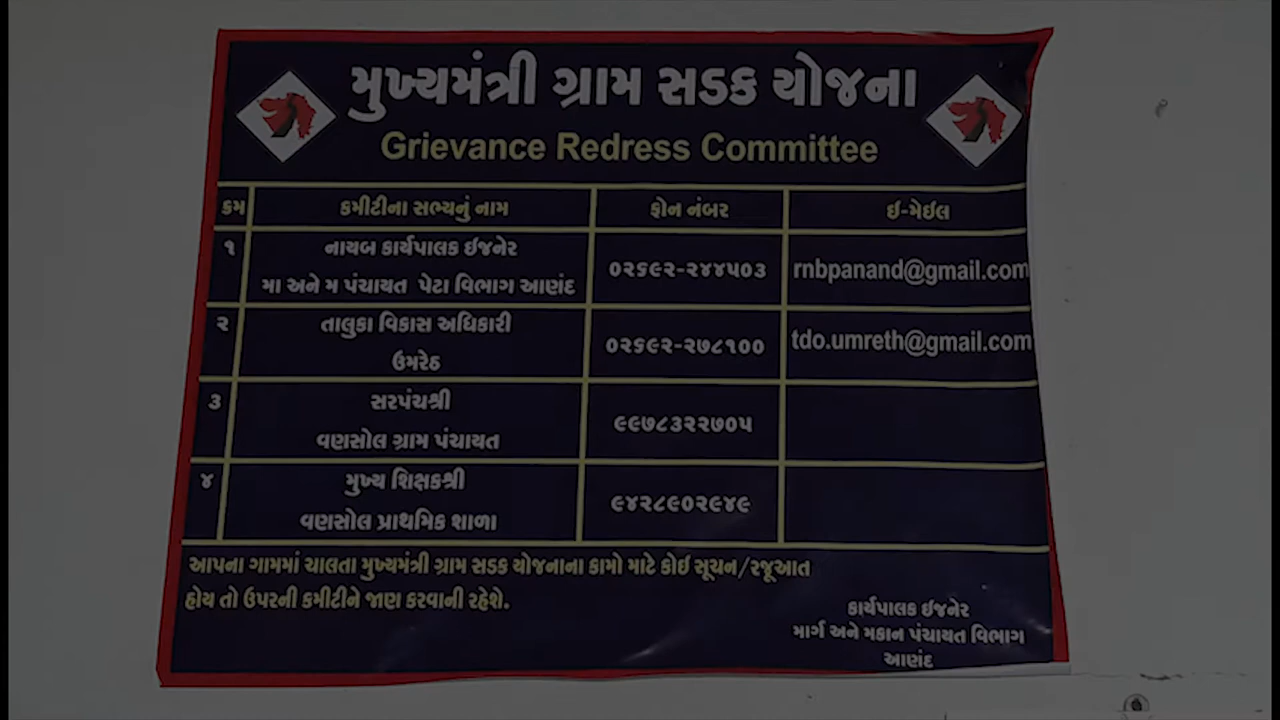 મુખ્યમંત્રી ગ્રામ સડક યોજના
Grievance Redress Committee
ક્રમ કમીટીના સભ્યનું નામ ફોન નંબર ઈ-મેઈલ
૧ નાયબ કાર્યપાલક ઈજનેર
મા અને મ પંચાયત પેટા વિભાગ આણંદ ૦૨૬૯૨-૨૪૪૫૦૩ rnbpanand@gmail.com
૨ તાલુકા વિકાસ અધિકારી
ઉમરેઠ ૦૨૬૯૨-૨૭૮૧૦૦ tdo.umreth@gmail.com
૩ સરપંચશ્રી
વણસોલ ગ્રામ પંચાયત ૯૯૭૮૩૨૨૭૦૫
૪ મુખ્ય શિક્ષકશ્રી
વણસોલ પ્રાથમિક શાળા ૯૪૨૮૯૦૨૯૪૯
આપના ગામમાં ચાલતા મુખ્યમંત્રી ગ્રામ સડક યોજનાના કામો માટે કોઈ સૂચન/રજૂઆત
હોય તો ઉપરની કમીટીને જાણ કરવાની રહેશે.
કાર્યપાલક ઈજનેર
માર્ગ અને મકાન પંચાયત વિભાગ
આણંદ